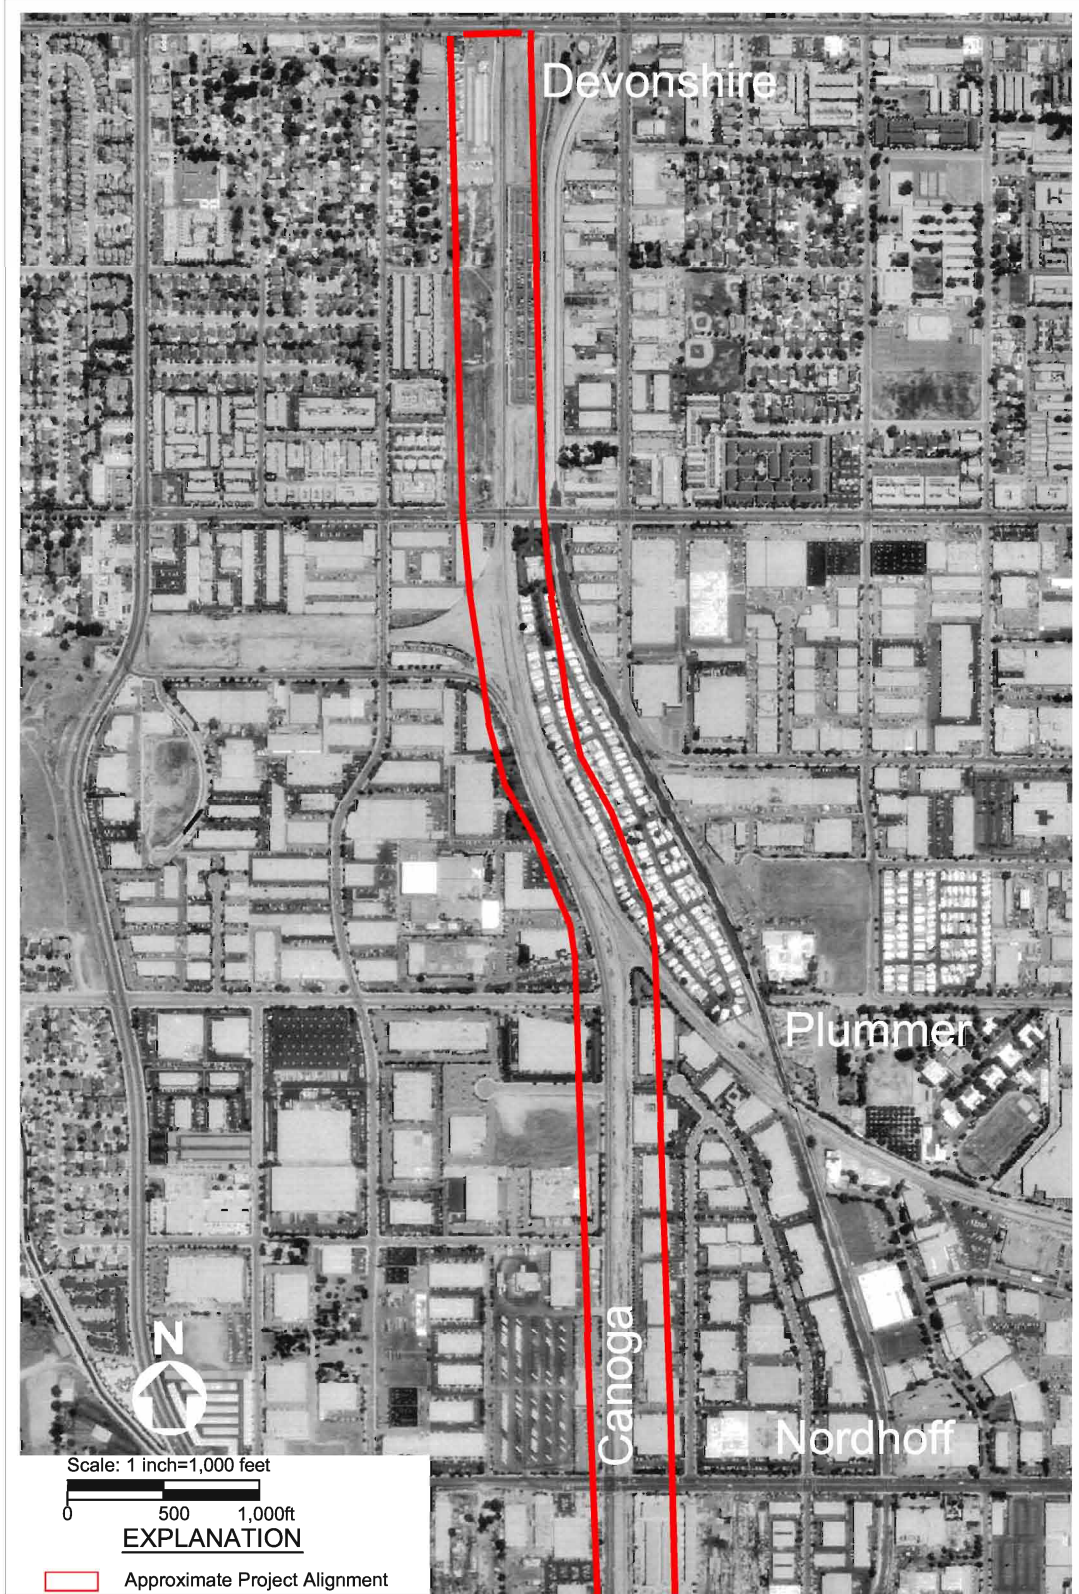 Devonshire
Plummer
Canoga
Nordhoff
N
Scale: 1 inch=1,000 feet
0 500 1,000ft
EXPLANATION
Approximate Project Alignment